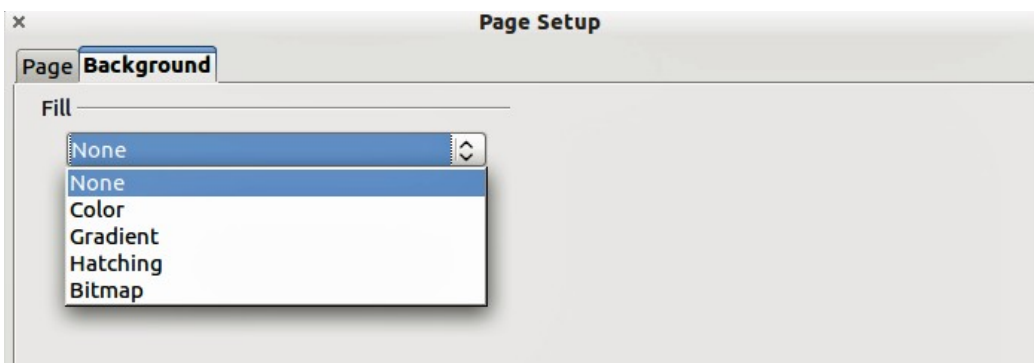 Page Setup
Page Background
Fill
None
None
Color
Gradient
Hatching
Bitmap